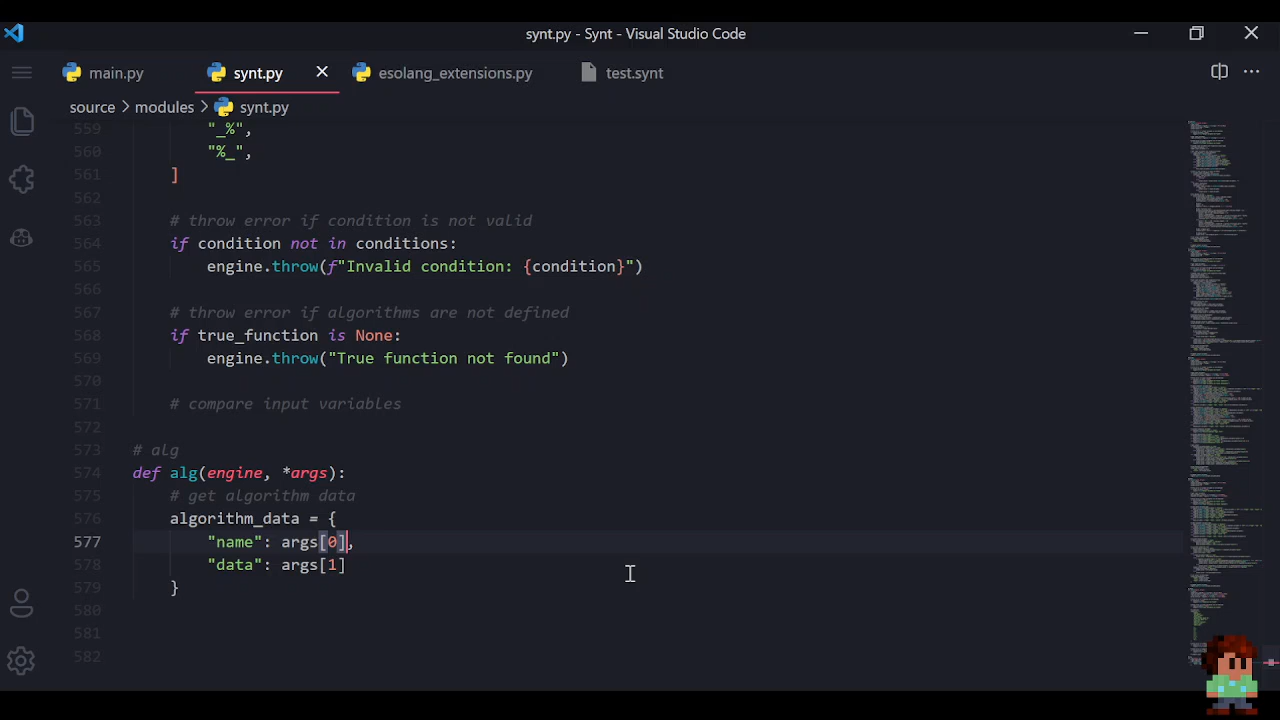 synt.py - Synt - Visual Studio Code
main.py synt.py esolang_extensions.py test.synt
source > modules > synt.py
559 "_%",
560 "%_",
561 ]
562
563 # throw error if condition is not valid
564 if condition not in conditions:
565 engine.throw(f"Invalid condition: {condition}")
566
567 # throw error if algorithms are not defined
568 if true_function is None:
569 engine.throw("True function not found")
570
571 # compare input variables
572
573 # alg
574 def alg(engine, *args):
575 # get algorithm data
576 algorithm_data = {
577 "name": args[0],
578 "data": args[1]
579 }
580
581
582